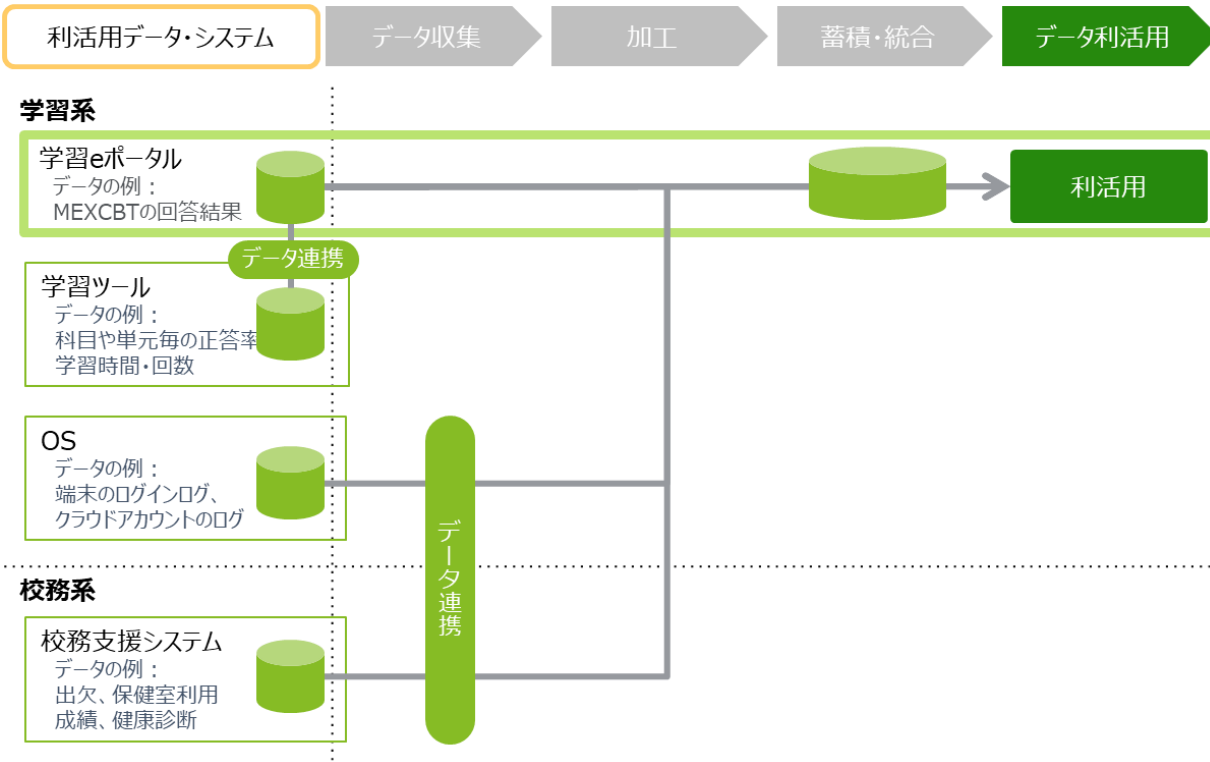 利活用データ・システム
データ収集
加工
蓄積・統合
データ利活用
学習系
学習eポータル
データの例：
MEXCBTの回答結果
利活用
データ連携
学習ツール
データの例：
科目や単元毎の正答率
学習時間・回数
OS
データの例：
端末のログインログ、
クラウドアカウントのログ
データ連携
校務系
校務支援システム
データの例：
出欠、保健室利用
成績、健康診断